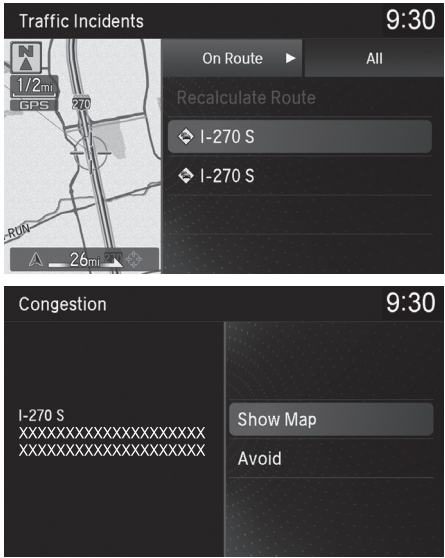 Traffic Incidents
9:30
N
1/2mi
GPS
270
RUN
26mi
On Route
All
Recalculate Route
I-270 S
I-270 S
Congestion
9:30
I-270 S
XXXXXXXXXXXXXXXXXXXX
XXXXXXXXXXXXXXXXXXXX
Show Map
Avoid